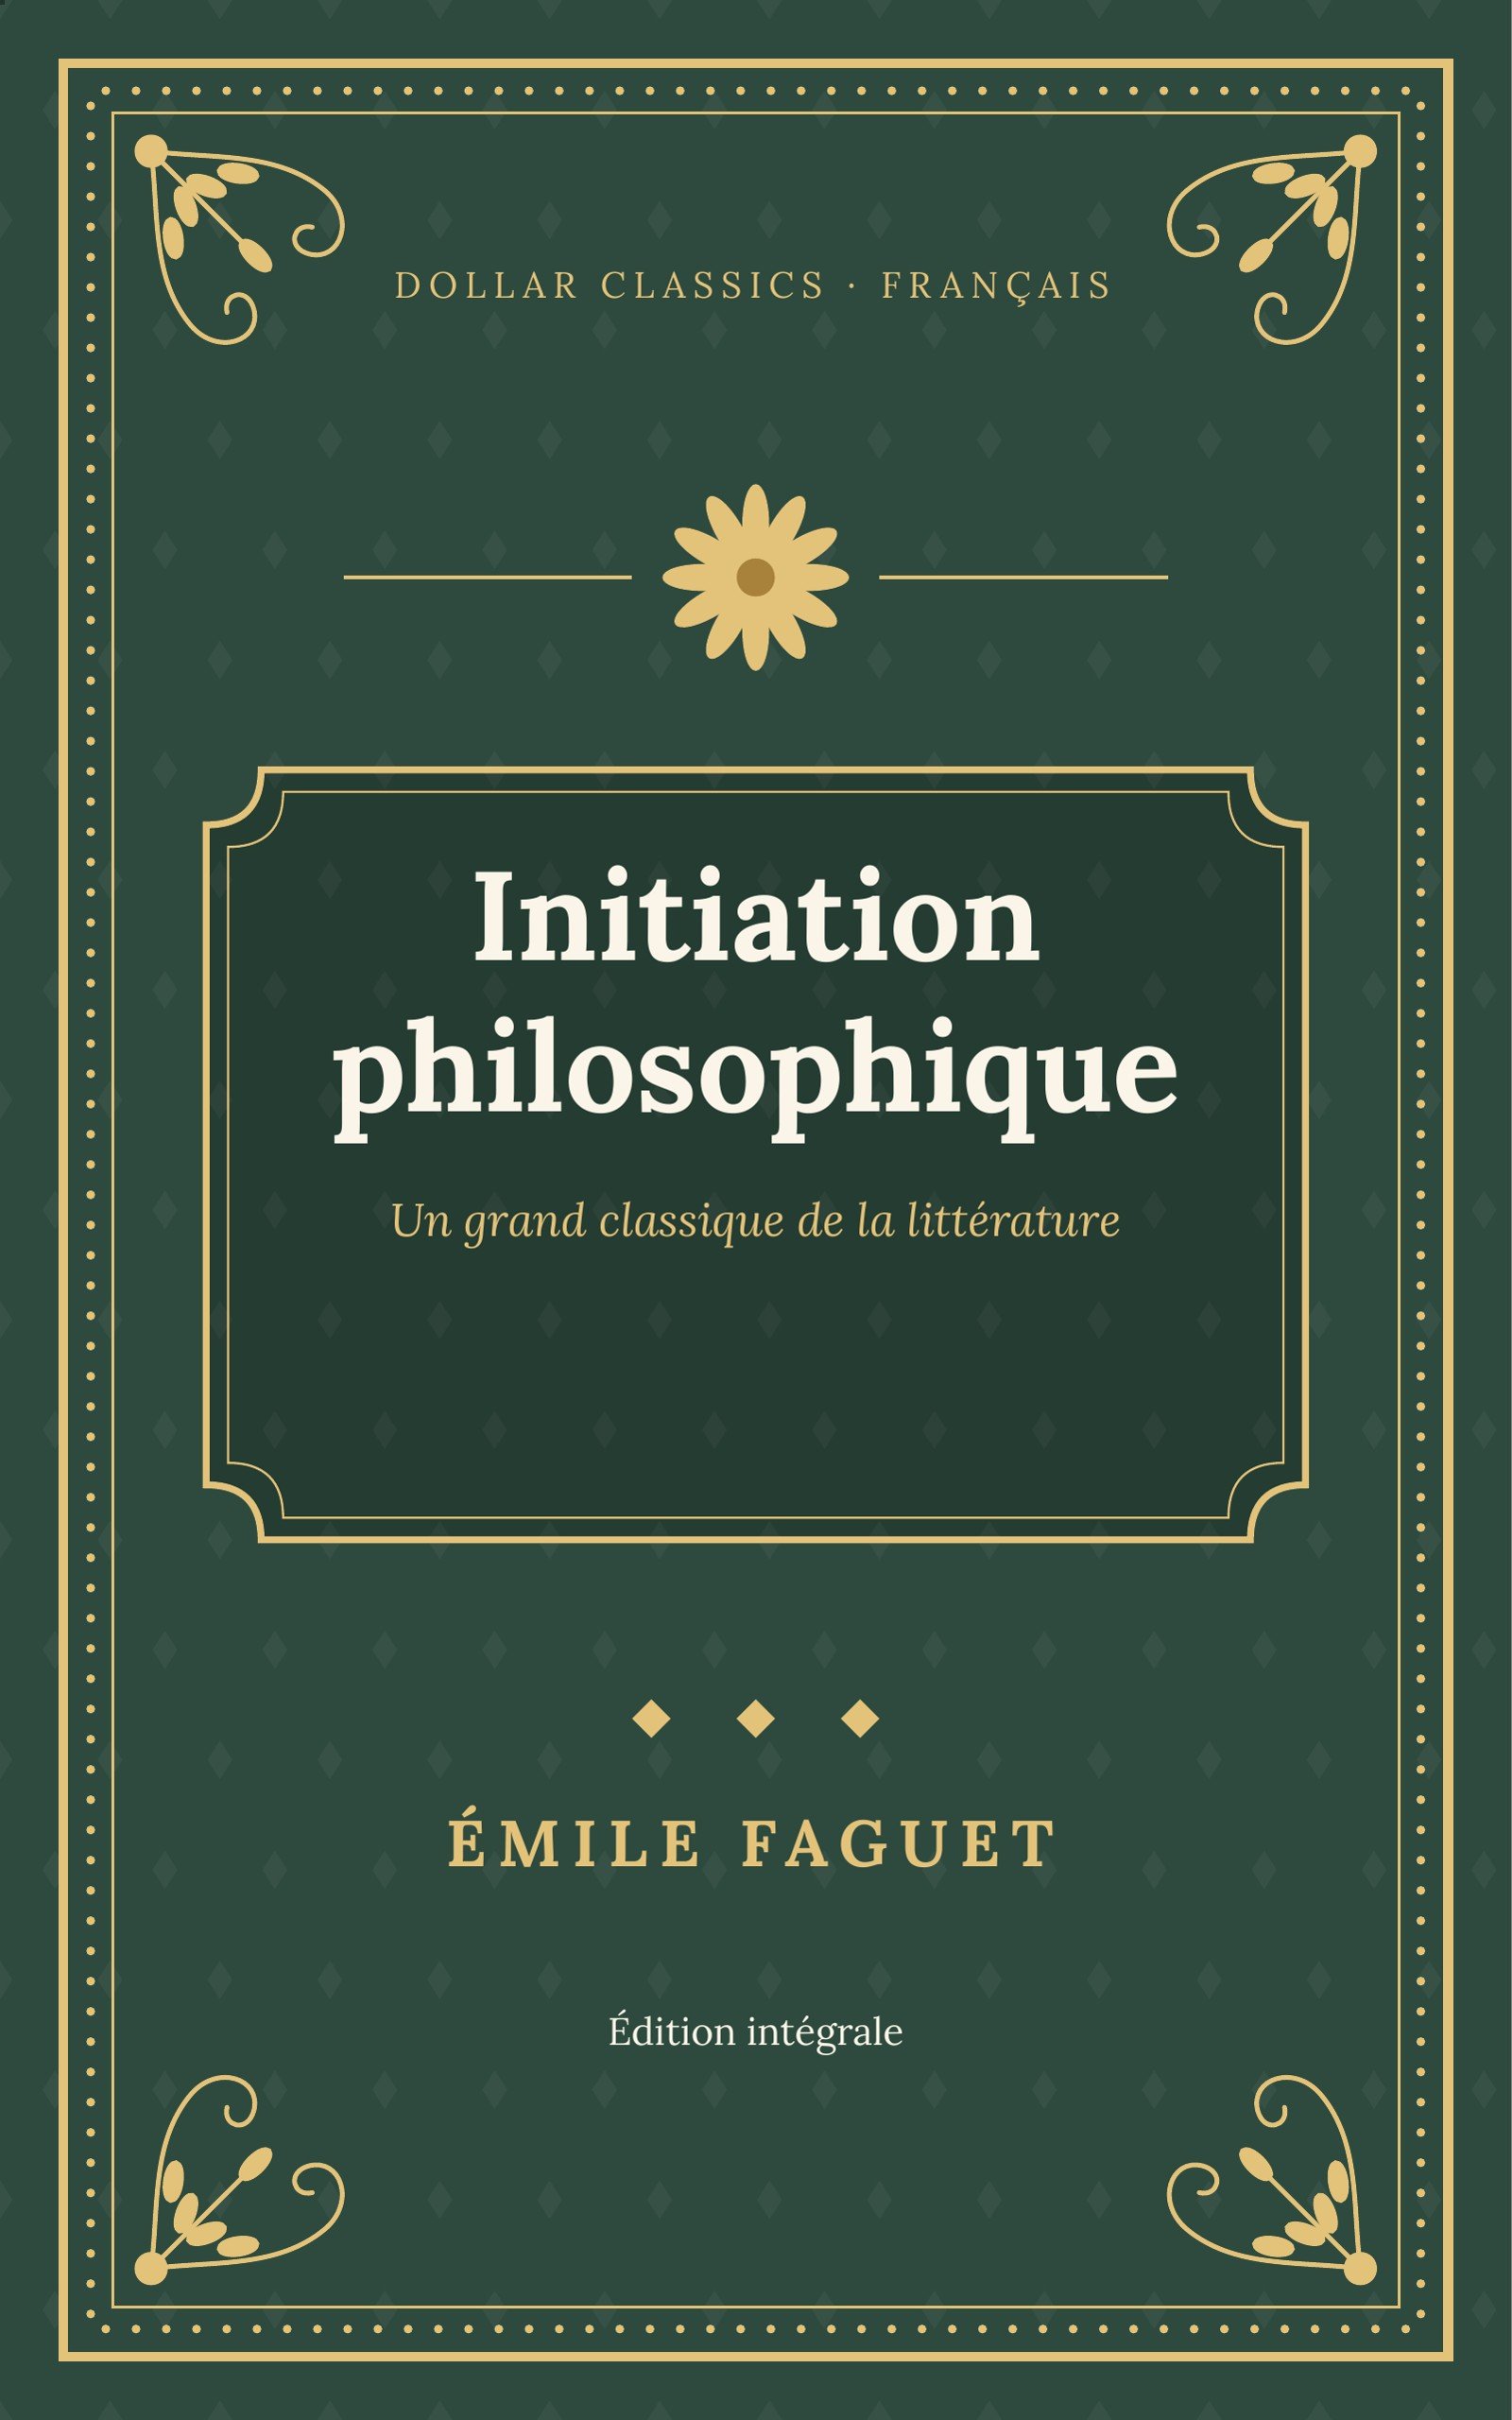 DOLLAR CLASSICS · FRANÇAIS
Initiation
philosophique
Un grand classique de la littérature
ÉMILE FAGUET
Édition intégrale